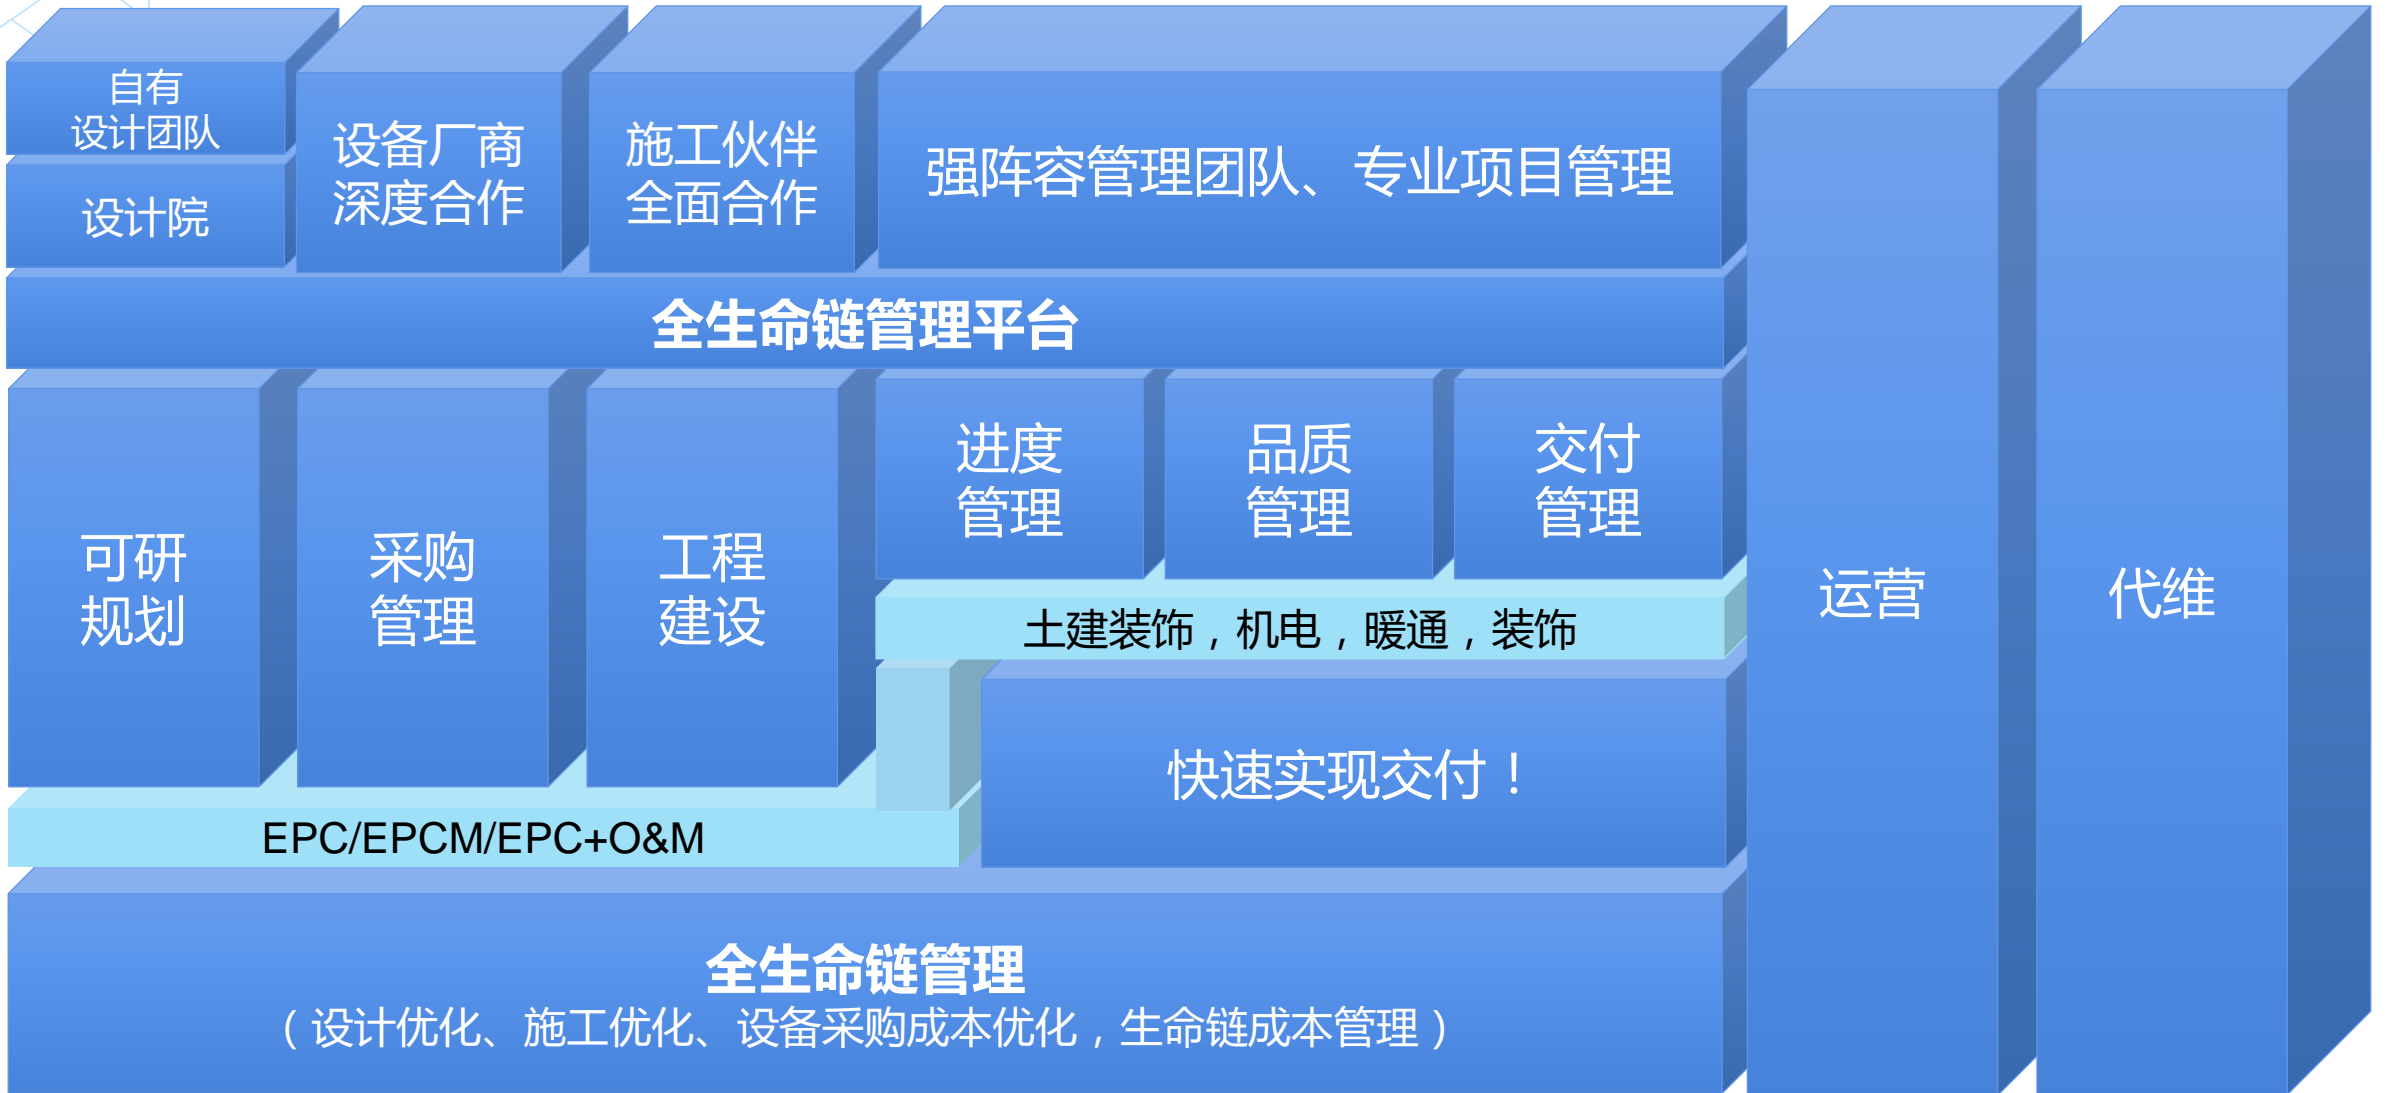 自有
设计团队
设计院
设备厂商
深度合作
施工伙伴
全面合作
强阵容管理团队、专业项目管理
全生命链管理平台
可研
规划
采购
管理
工程
建设
进度
管理
品质
管理
交付
管理
土建装饰，机电，暖通，装饰
快速实现交付！
EPC/EPCM/EPC+O&M
全生命链管理
（设计优化、施工优化、设备采购成本优化，生命链成本管理）
运营
代维